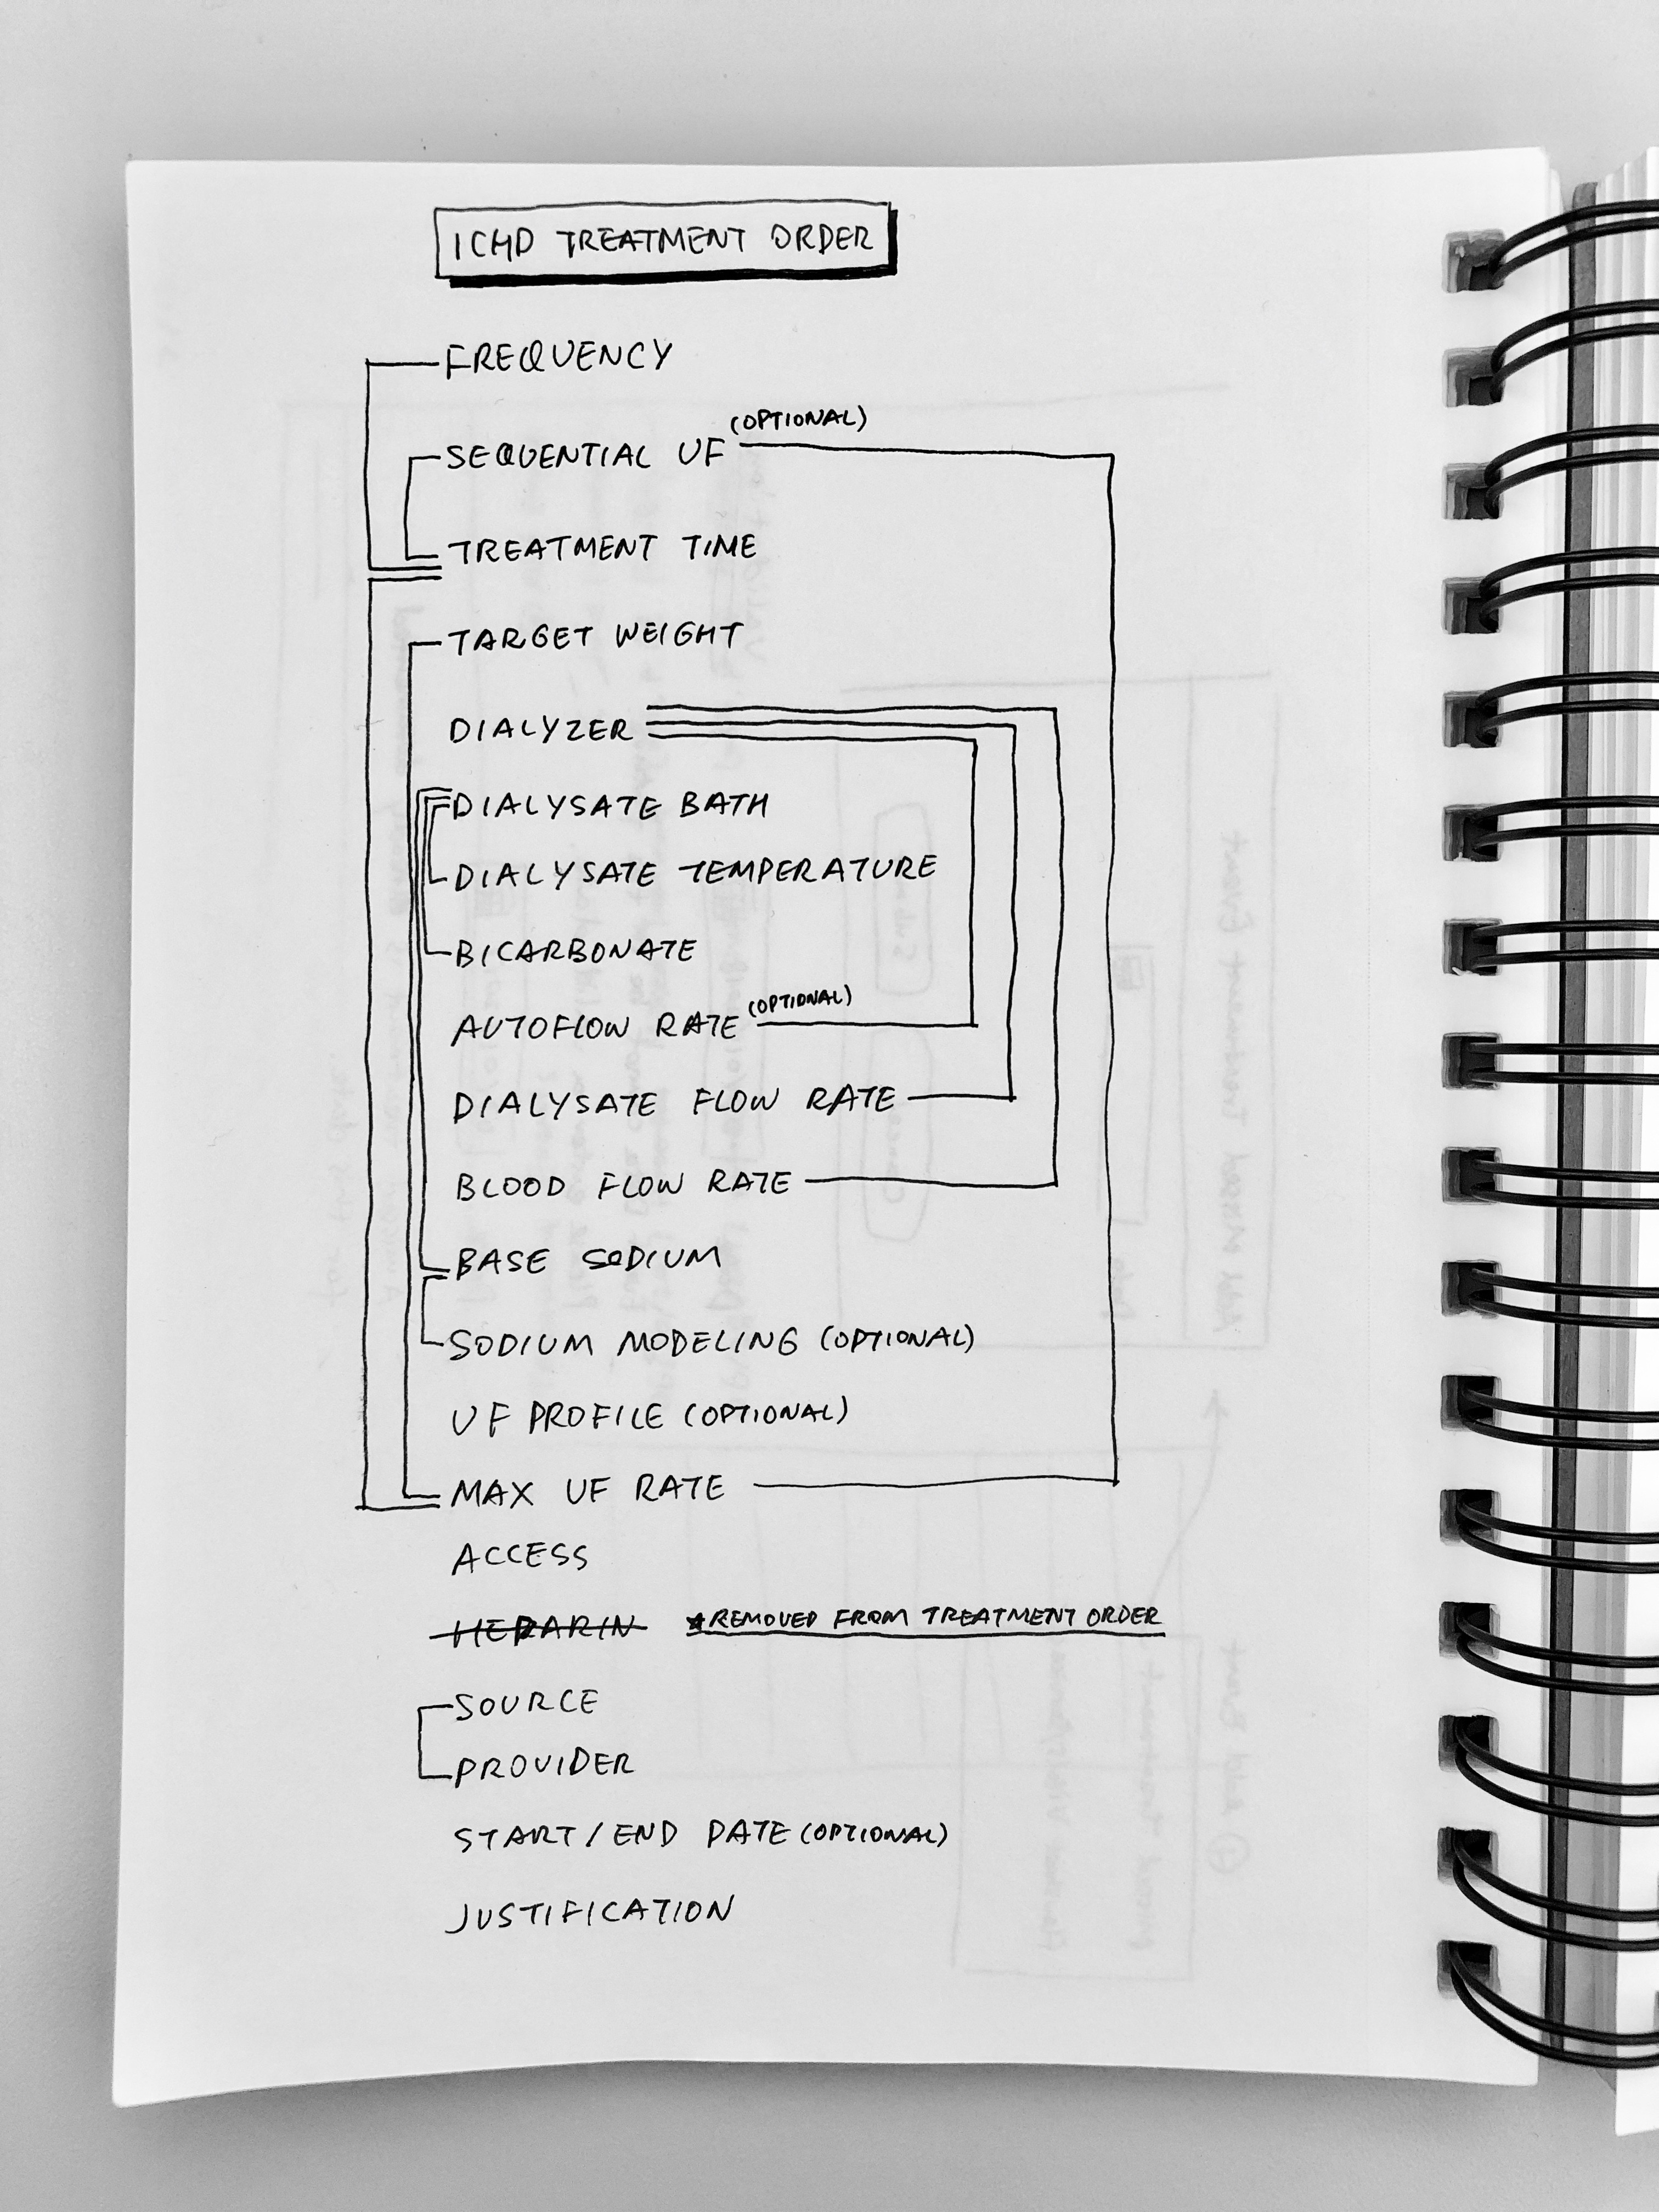 ICHD TREATMENT ORDER
FREQUENCY
SEQUENTIAL UF (OPTIONAL)
TREATMENT TIME
TARGET WEIGHT
DIALYZER
DIALYSATE BATH
DIALYSATE TEMPERATURE
BICARBONATE
AUTOFLOW RATE (OPTIONAL)
DIALYSATE FLOW RATE
BLOOD FLOW RATE
BASE SODIUM
SODIUM MODELING (OPTIONAL)
UF PROFILE (OPTIONAL)
MAX UF RATE
ACCESS
HEPARIN *REMOVED FROM TREATMENT ORDER
SOURCE
PROVIDER
START/END DATE (OPTIONAL)
JUSTIFICATION